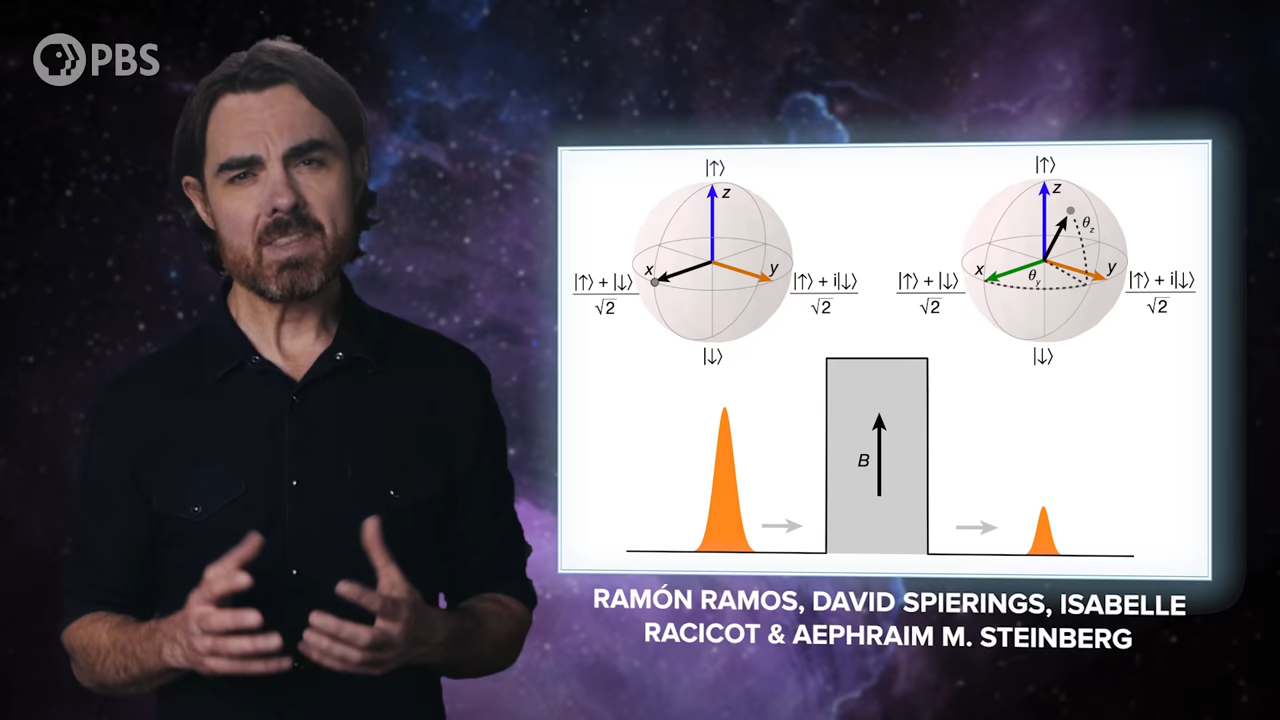 PBS
|↑⟩
|↑⟩
z
z
x
y
x
y
θz
θy
|↑⟩ + |↓⟩
√2
|↑⟩ + i|↓⟩
√2
|↑⟩ + |↓⟩
√2
|↑⟩ + i|↓⟩
√2
|↓⟩
|↓⟩
B
RAMÓN RAMOS, DAVID SPIERINGS, ISABELLE
RACICOT & AEPHRAIM M. STEINBERG